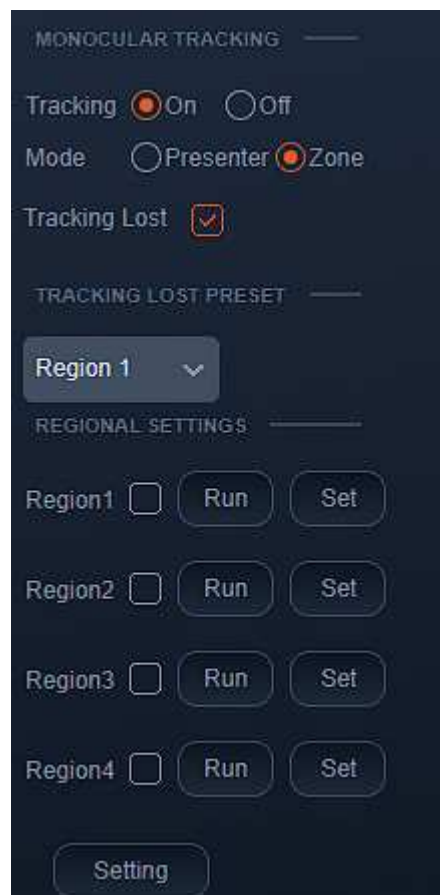 MONOCULAR TRACKING
Tracking On Off
Mode Presenter Zone
Tracking Lost
TRACKING LOST PRESET
Region 1
REGIONAL SETTINGS
Region1 Run Set
Region2 Run Set
Region3 Run Set
Region4 Run Set
Setting